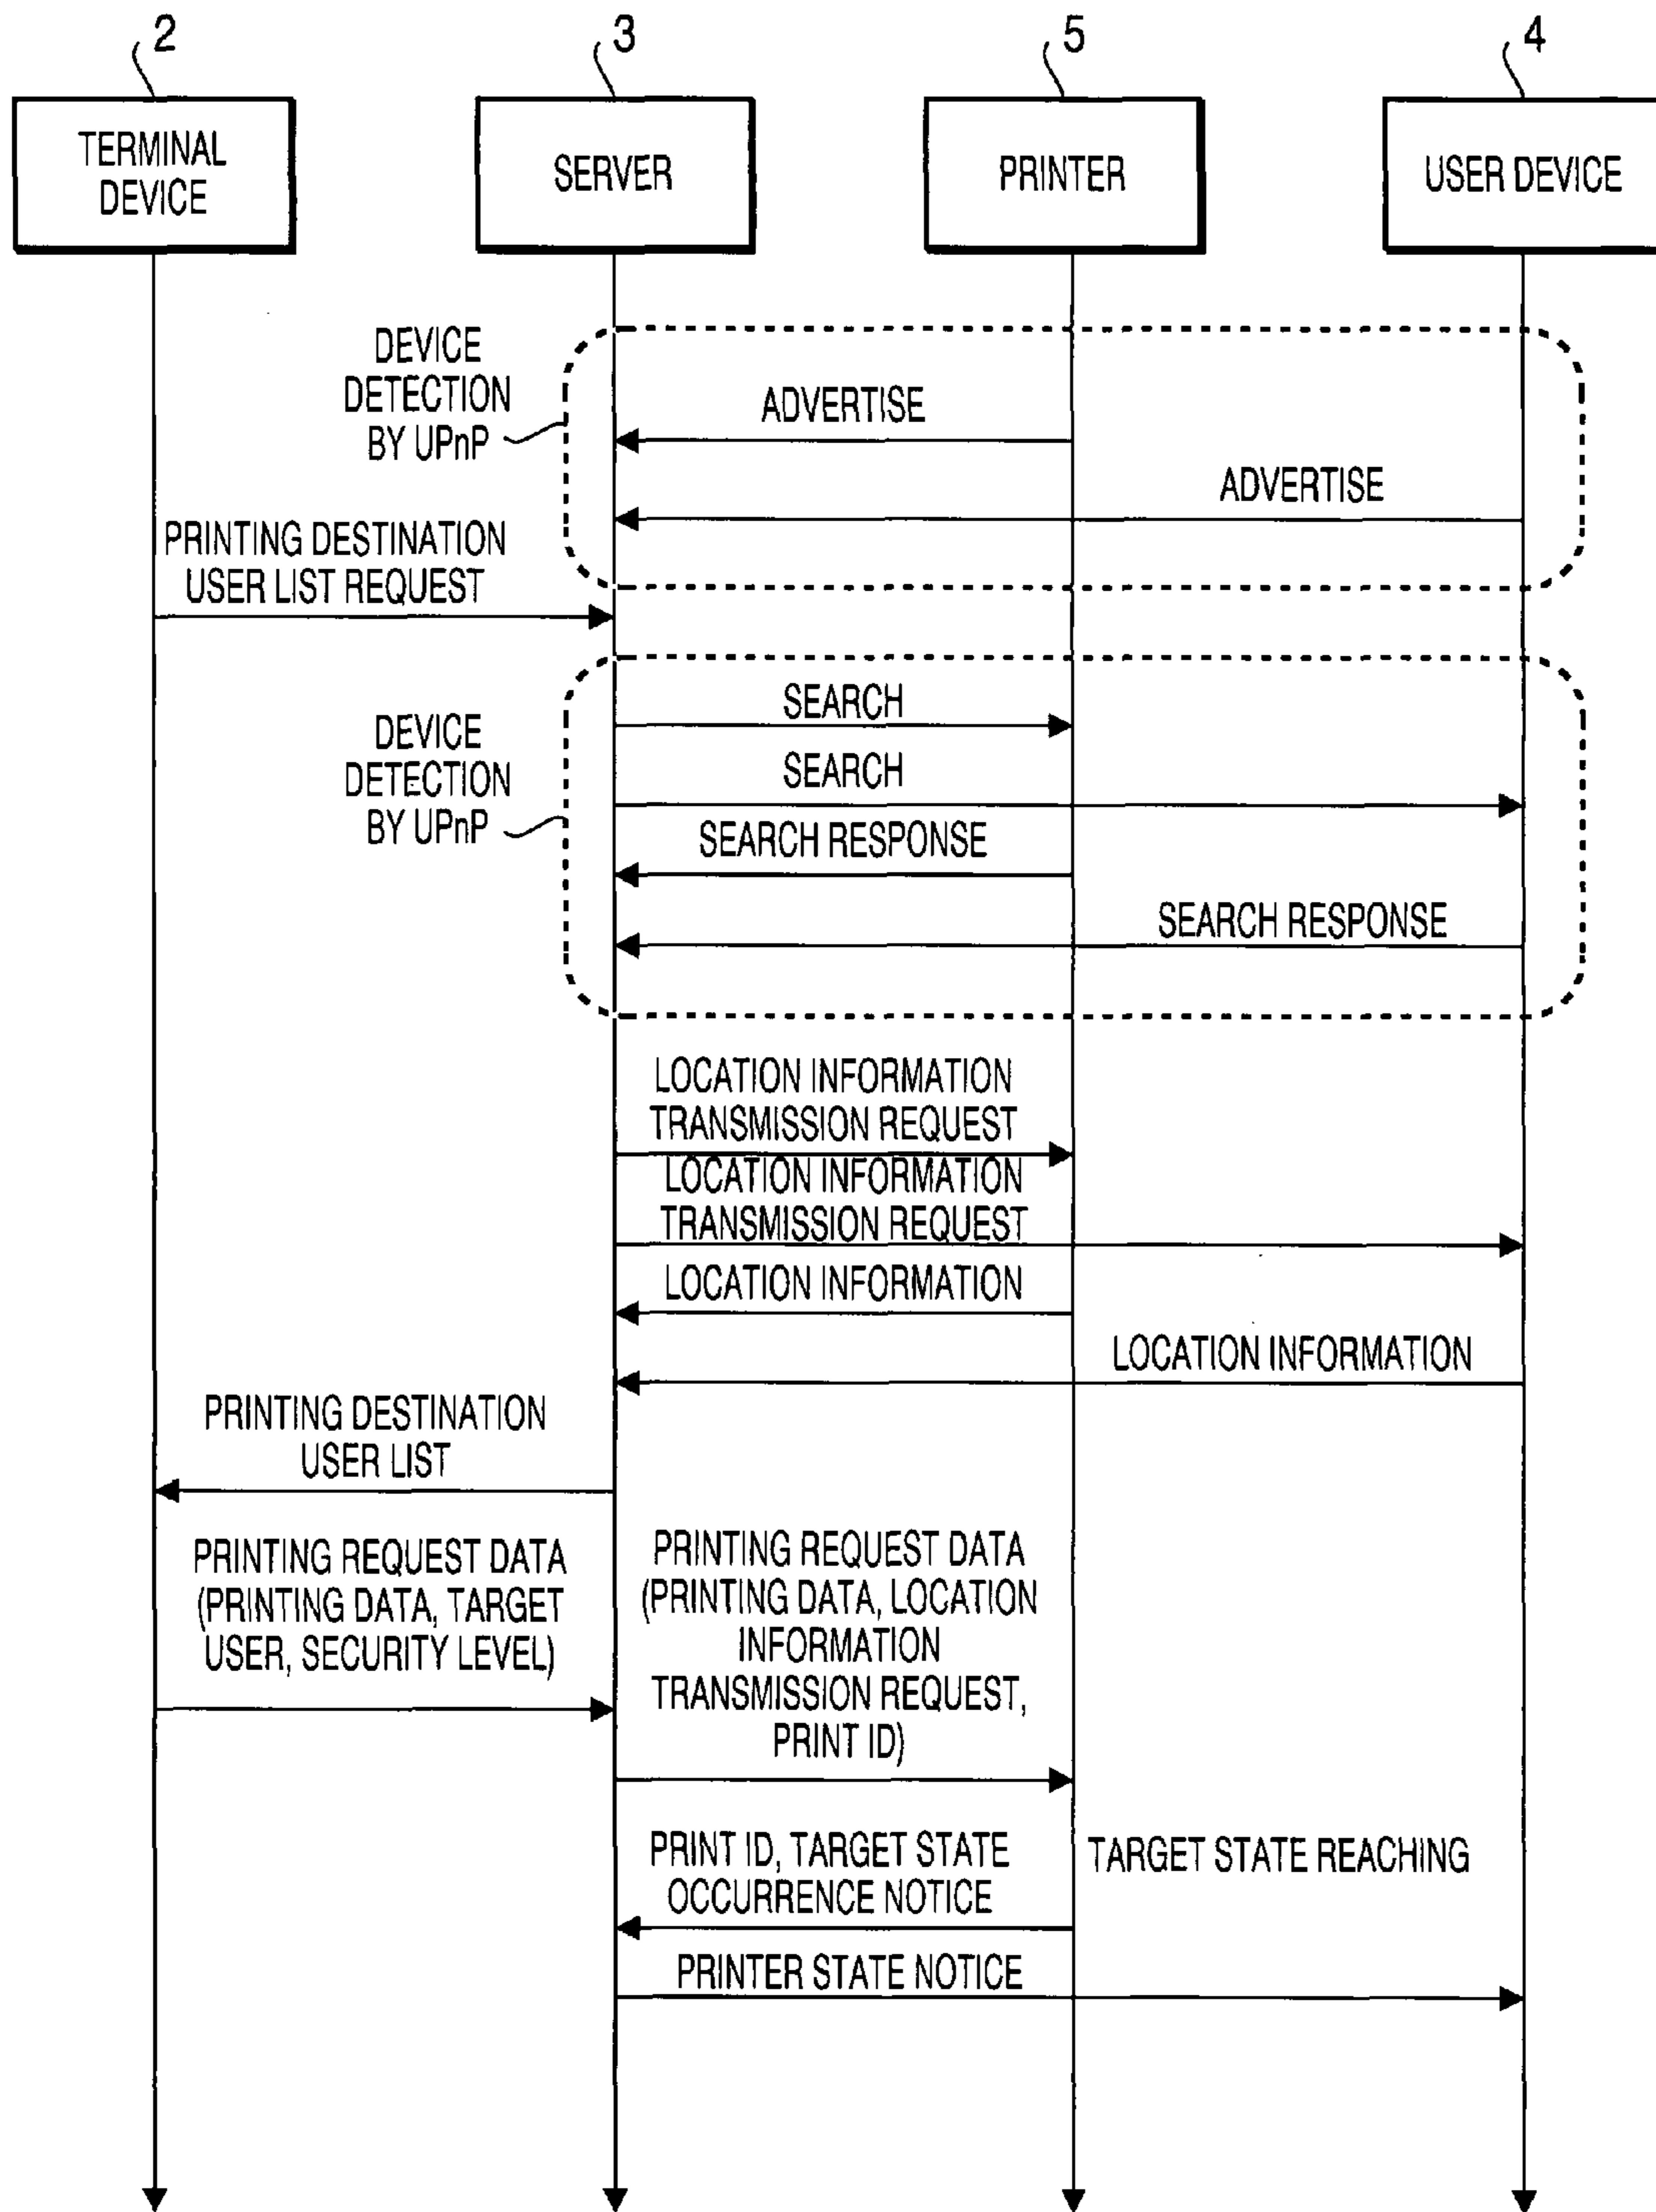 2
3
5
4
TERMINAL
DEVICE
SERVER
PRINTER
USER DEVICE
DEVICE
DETECTION
BY UPnP
ADVERTISE
ADVERTISE
PRINTING DESTINATION
USER LIST REQUEST
DEVICE
DETECTION
BY UPnP
SEARCH
SEARCH
SEARCH RESPONSE
SEARCH RESPONSE
LOCATION INFORMATION
TRANSMISSION REQUEST
LOCATION INFORMATION
TRANSMISSION REQUEST
LOCATION INFORMATION
LOCATION INFORMATION
PRINTING DESTINATION
USER LIST
PRINTING REQUEST DATA
(PRINTING DATA, TARGET
USER, SECURITY LEVEL)
PRINTING REQUEST DATA
(PRINTING DATA, LOCATION
INFORMATION
TRANSMISSION REQUEST,
PRINT ID)
PRINT ID, TARGET STATE
OCCURRENCE NOTICE
TARGET STATE REACHING
PRINTER STATE NOTICE